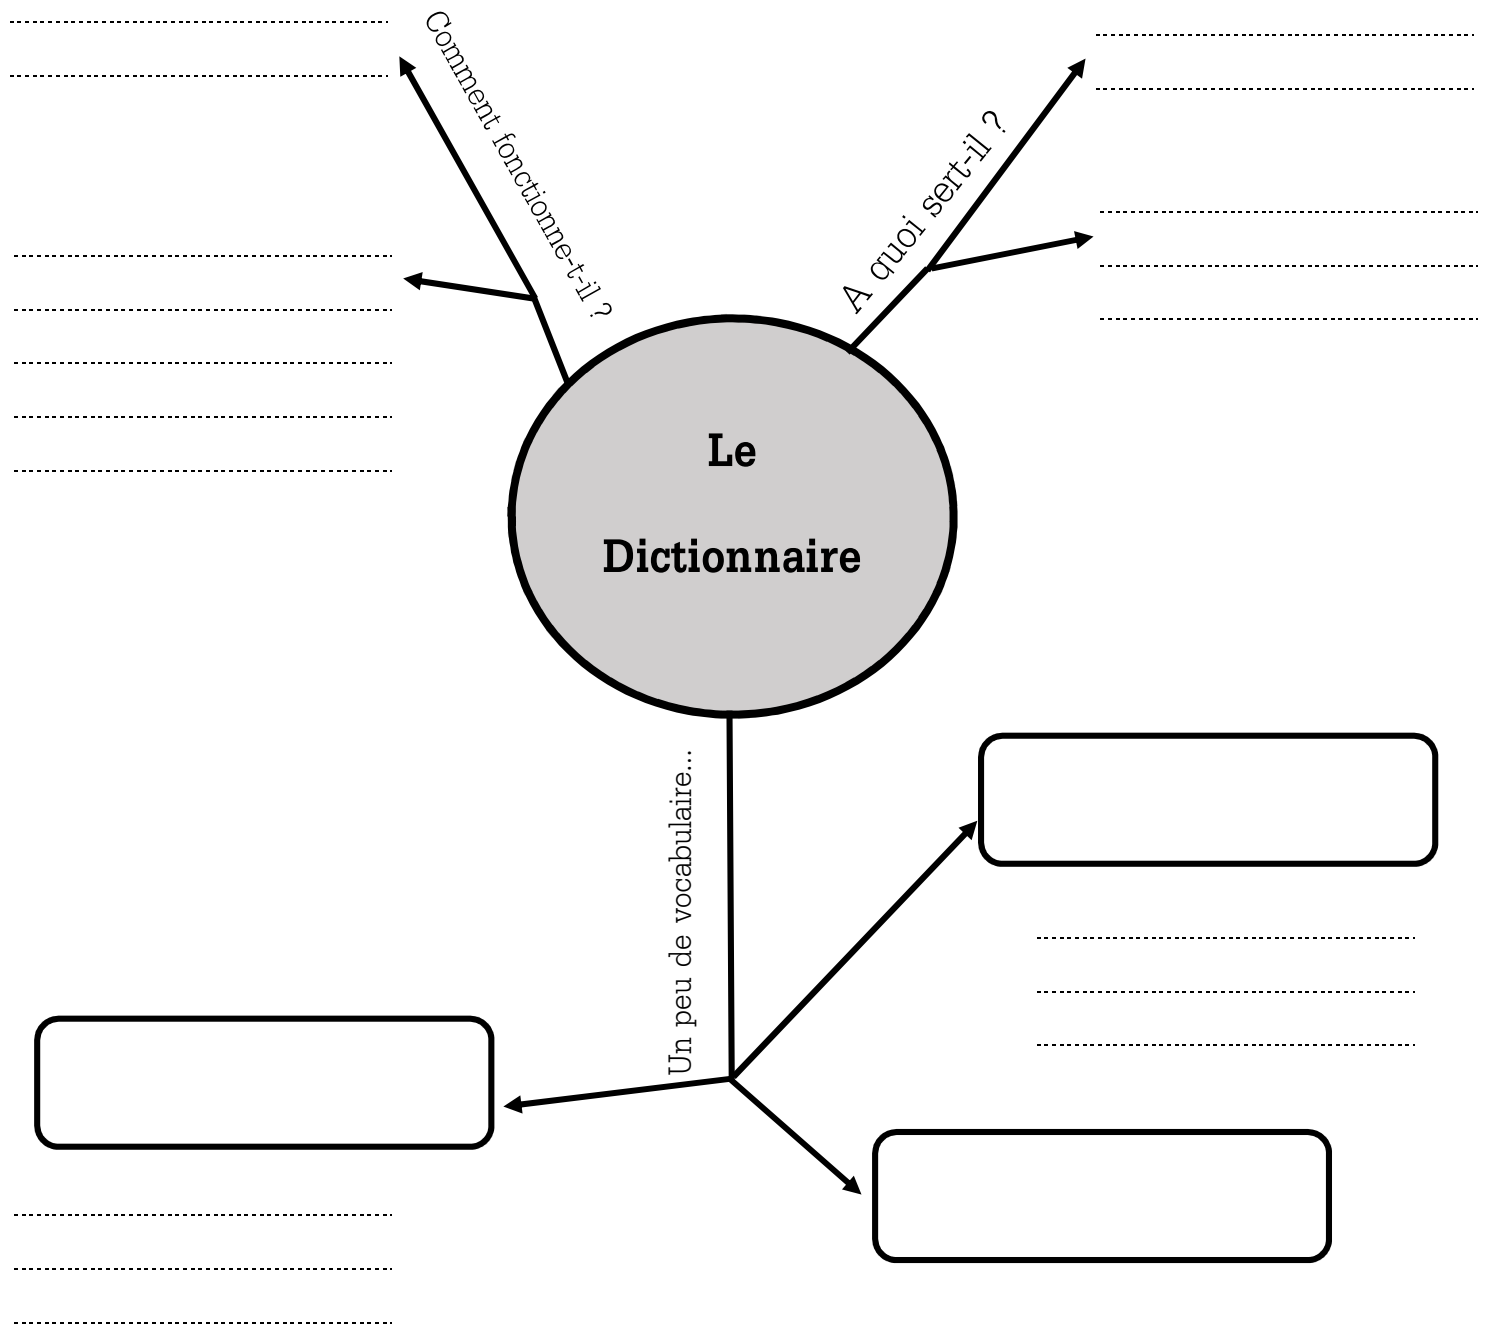 Comment fonctionne-t-il ?
A quoi sert-il ?
Le
Dictionnaire
Un peu de vocabulaire...